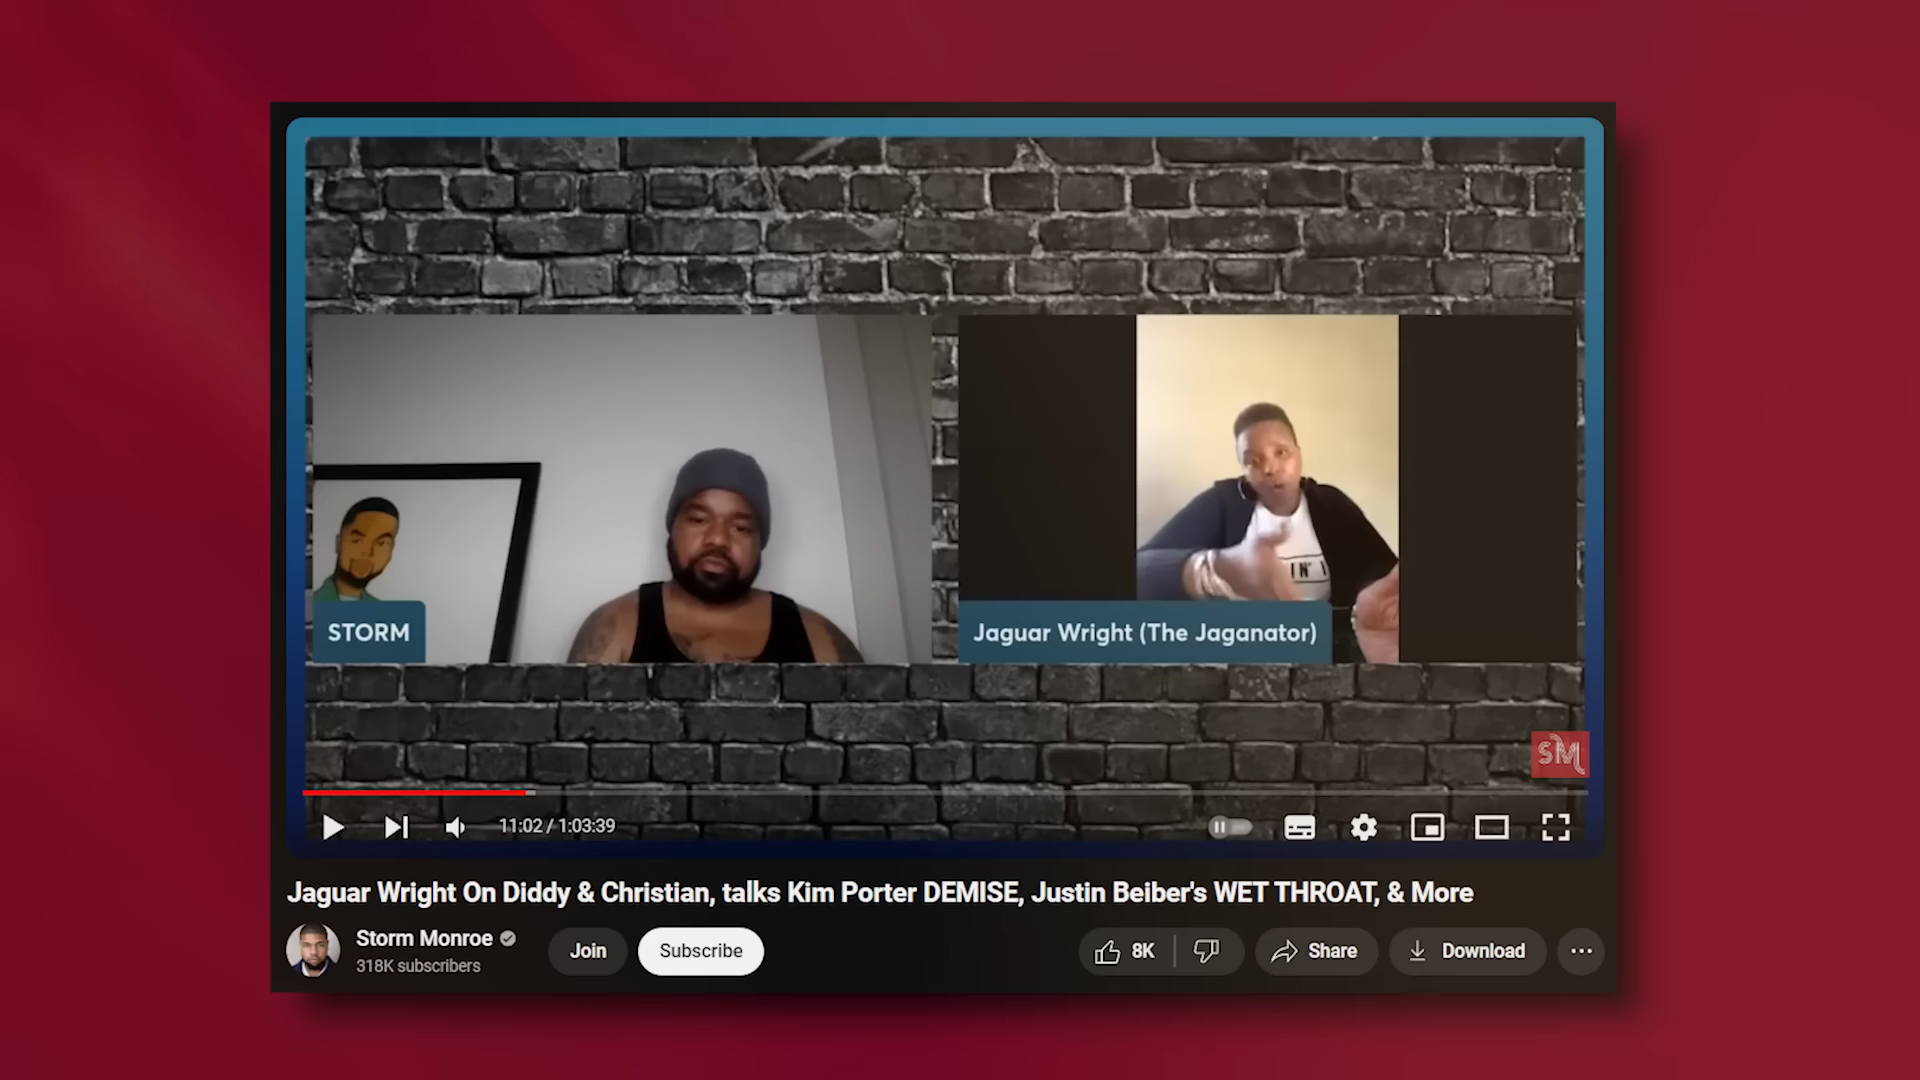 STORM
IN' I
Jaguar Wright (The Jaganator)
SM
11:02 / 1:03:39
Jaguar Wright On Diddy & Christian, talks Kim Porter DEMISE, Justin Beiber's WET THROAT, & More
Storm Monroe
318K subscribers
Join
Subscribe
8K
Share
Download